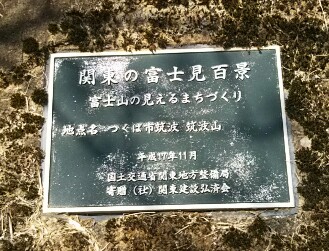 関東の富士見百景
富士山の見えるまちづくり
地点名 つくば市筑波 筑波山
平成17年11月
国土交通省関東地方整備局
寄贈 (社)関東建設弘済会